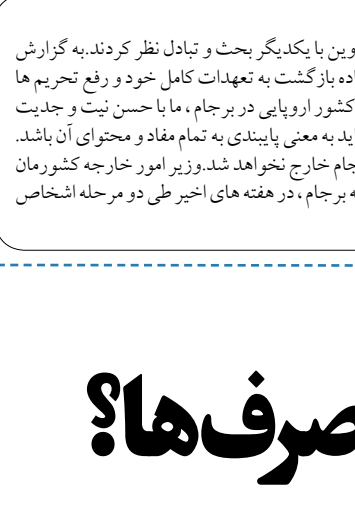 وین با یکدیگر بحث و تبادل نظر کردند.به گزارش
اده بازگشت به تعهدات کامل خود و رفع تحریم ها
کشور اروپایی در برجام ، ما با حسن نیت و جدیت
ید به معنی پایبندی به تمام مفاد و محتوای آن باشد.
جام خارج نخواهد شد.وزیر امور خارجه کشورمان
ه برجام ، در هفته های اخیر طی دو مرحله اشخاص
صرف‌ها؟